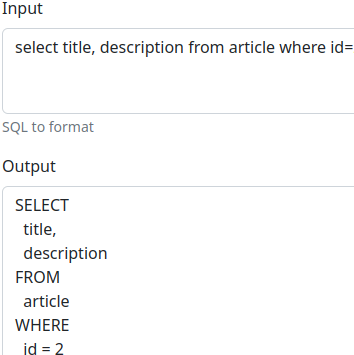 Input
select title, description from article where id=
SQL to format
Output
SELECT
  title,
  description
FROM
  article
WHERE
  id = 2